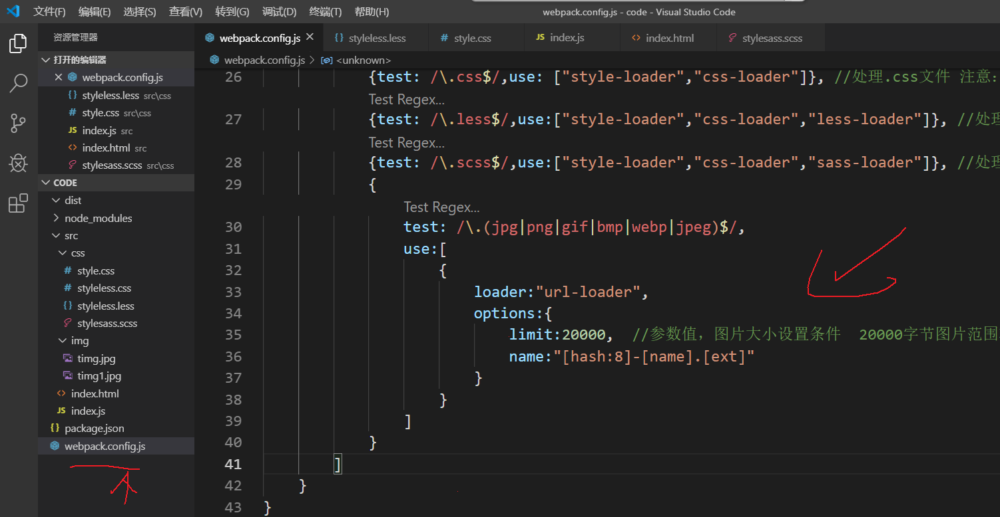 文件(F) 编辑(E) 选择(S) 查看(V) 转到(G) 调试(D) 终端(T) 帮助(H) webpack.config.js - code - Visual Studio Code
资源管理器
打开的编辑器
webpack.config.js
styleless.less src\css
style.css src\css
index.js src
index.html src
stylesass.scss src\css
CODE
dist
node_modules
src
css
style.css
styleless.css
styleless.less
stylesass.scss
img
timg.jpg
timg1.jpg
index.html
JS index.js
package.json
webpack.config.js
webpack.config.js styleless.less style.css JS index.js index.html stylesass.scss
webpack.config.js > <unknown>
26 {test: /\.css$/,use: ["style-loader","css-loader"]}, //处理.css文件 注意:
Test Regex...
27 {test: /\.less$/,use:["style-loader","css-loader","less-loader"]}, //处理
Test Regex...
28 {test: /\.scss$/,use:["style-loader","css-loader","sass-loader"]}, //处理
29 {
Test Regex...
30 test: /\.(jpg|png|gif|bmp|webp|jpeg)$/,
31 use:[
32 {
33 loader:"url-loader",
34 options:{
35 limit:20000, //参数值，图片大小设置条件 20000字节图片范围
36 name:"[hash:8]-[name].[ext]"
37 }
38 }
39 ]
40 }
41 ]
42 }
43 }